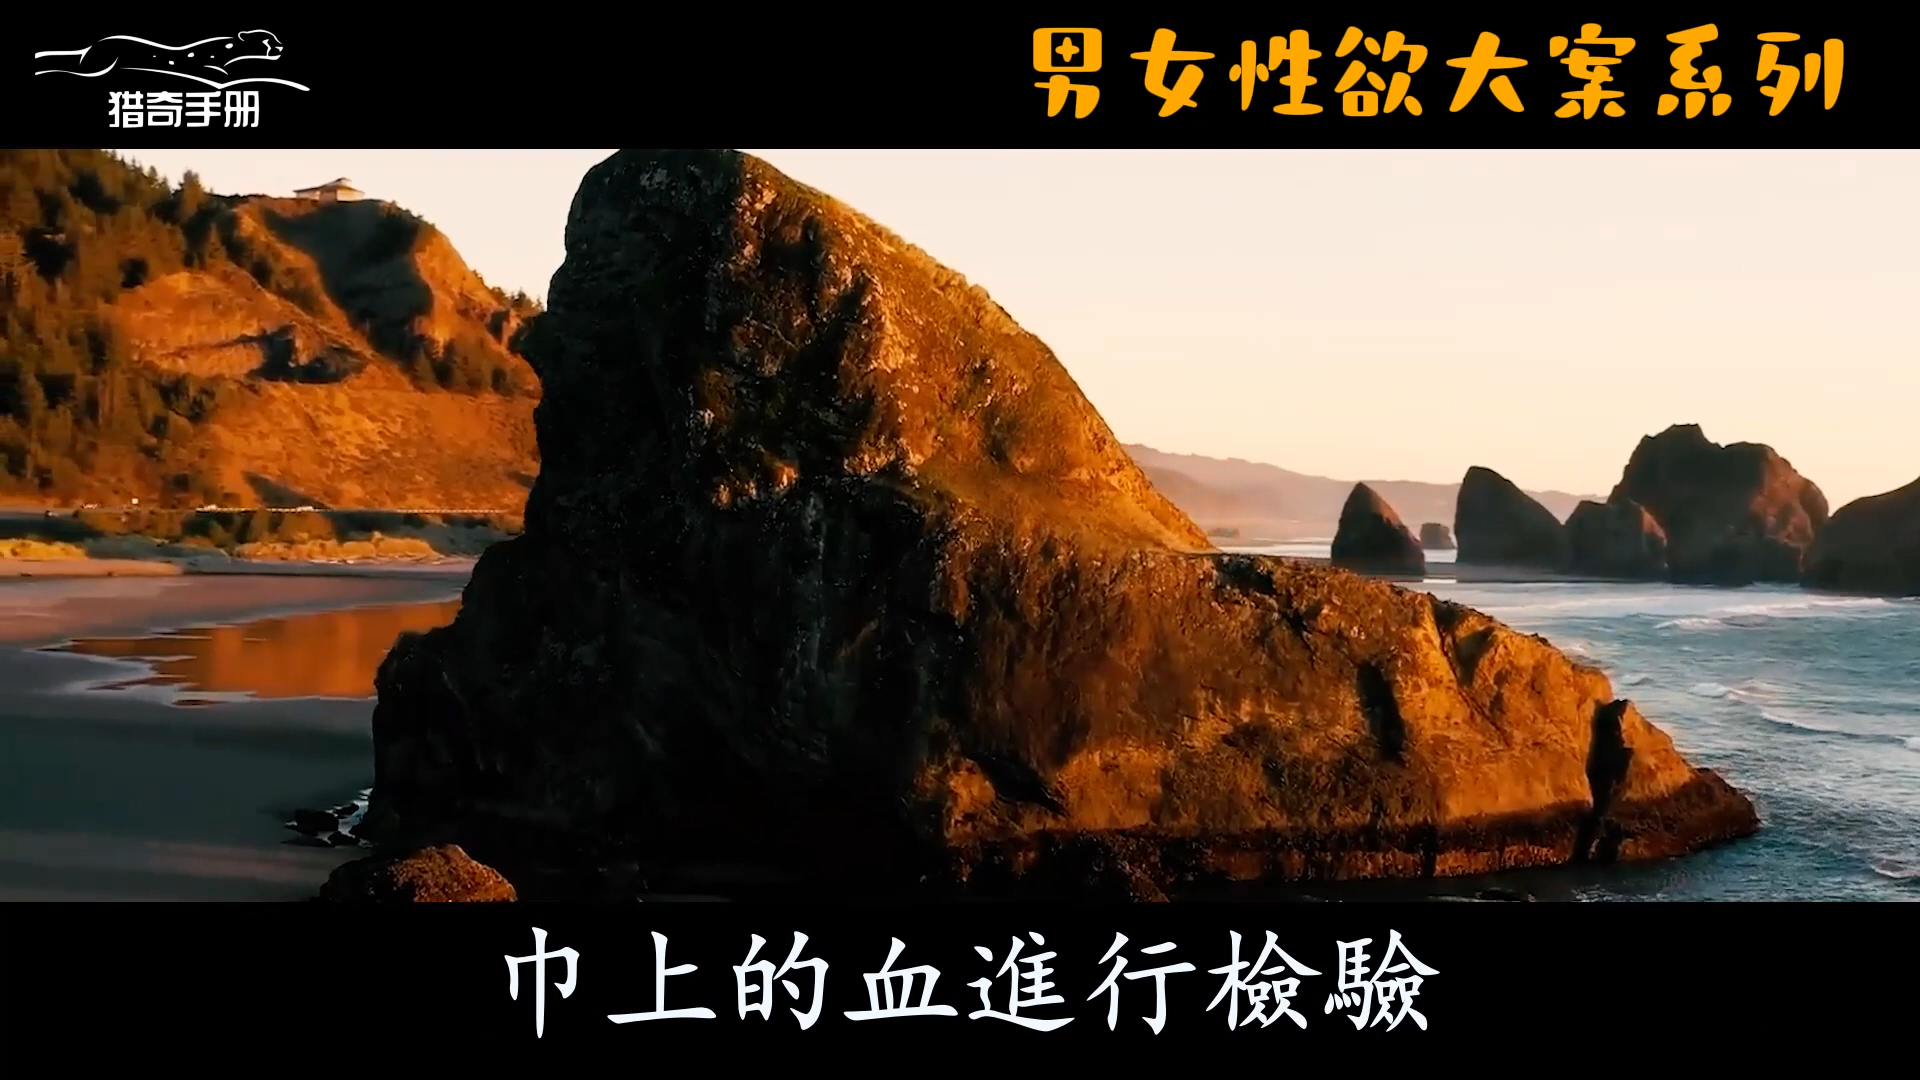 猎奇手册
男女性欲大案系列
巾上的血進行檢驗